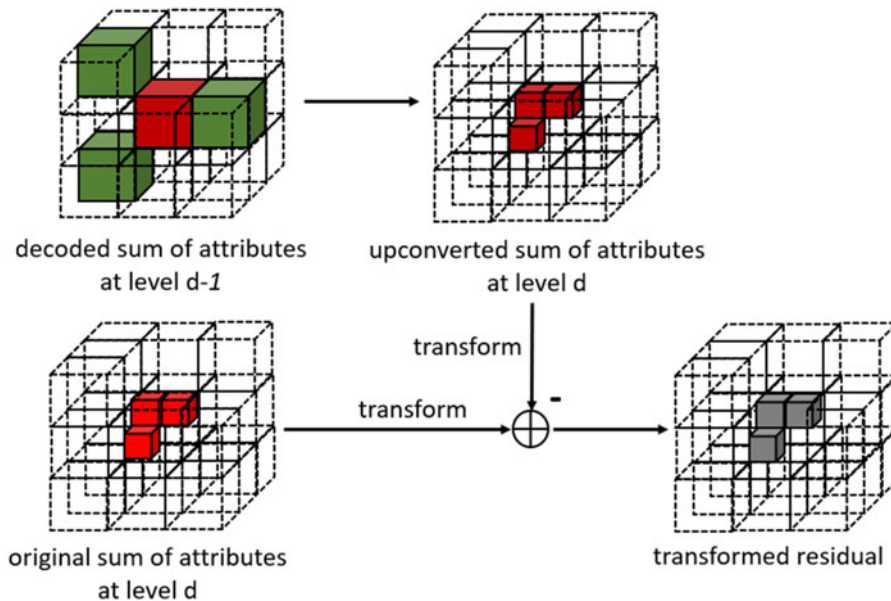 decoded sum of attributes
at level d-1
upconverted sum of attributes
at level d
transform
-
transform
original sum of attributes
at level d
transformed residual